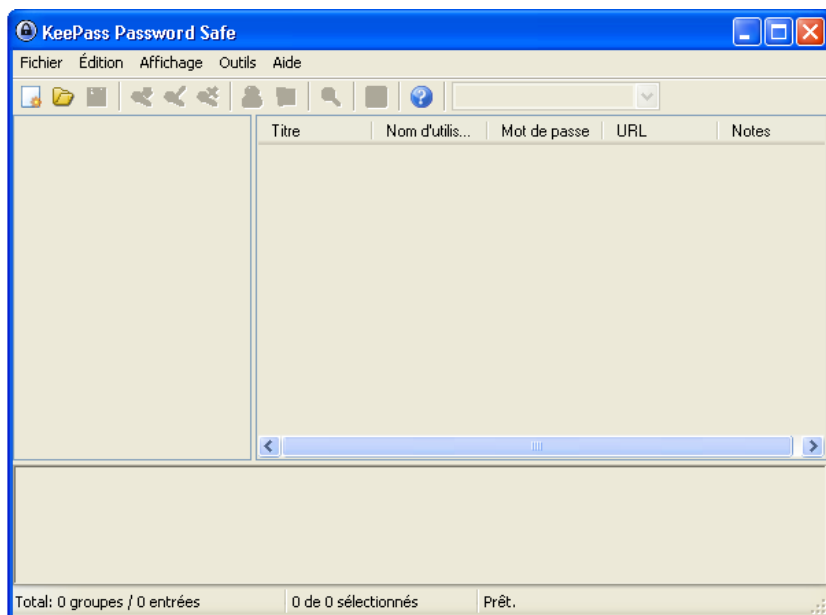 KeePass Password Safe
Fichier Édition Affichage Outils Aide
Titre Nom d'utilis... Mot de passe URL Notes
Total: 0 groupes / 0 entrées 0 de 0 sélectionnés Prêt.